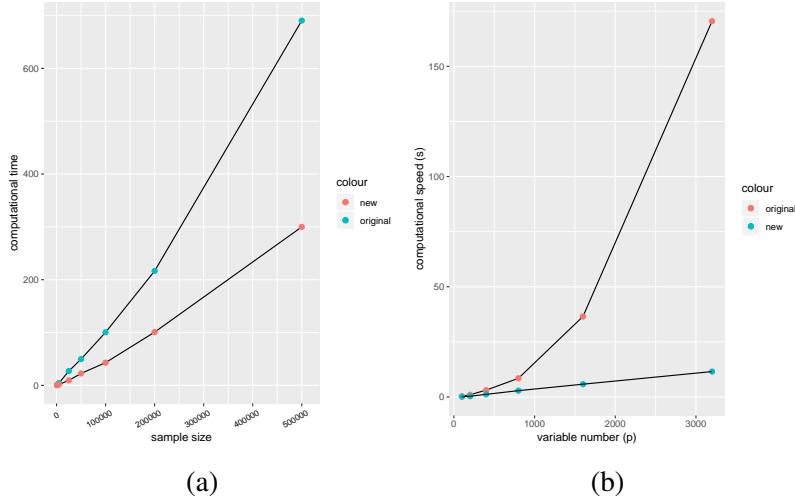 600
400
200
0
computational time
0
100000
200000
300000
400000
500000
sample size
colour
new
original
(a)
150
100
50
0
computational speed (s)
0
1000
2000
3000
variable number (p)
colour
original
new
(b)